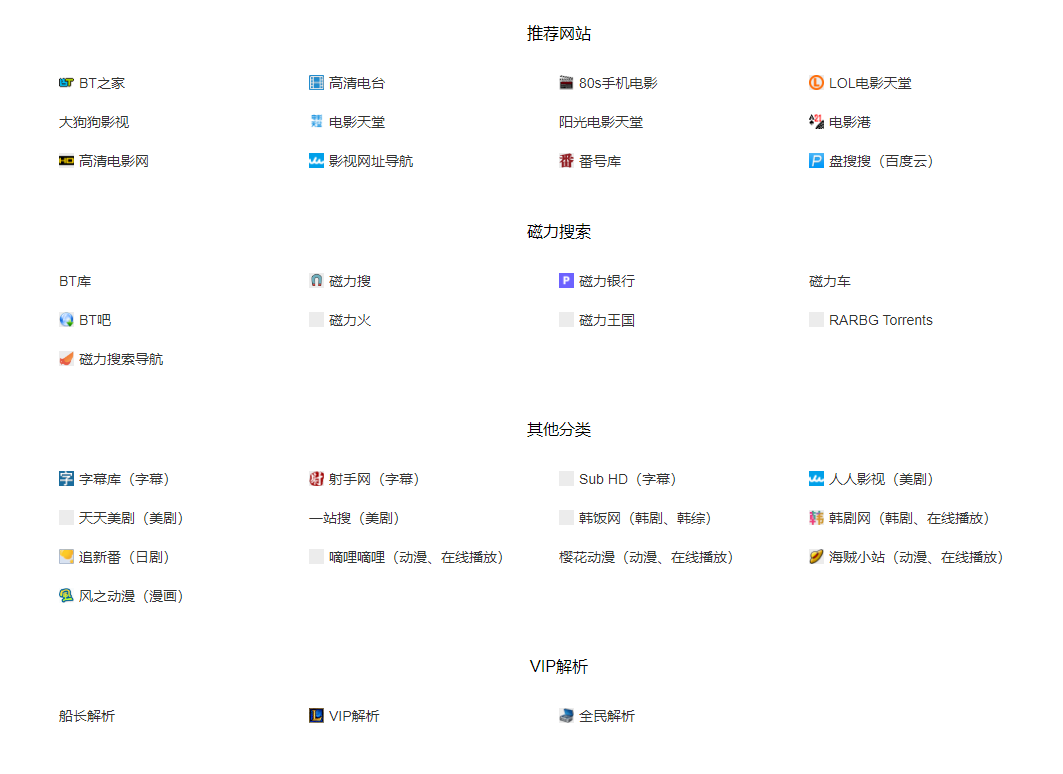 推荐网站
BT之家 高清电台 80s手机电影 LOL电影天堂
大狗狗影视 电影天堂 阳光电影天堂 电影港
高清电影网 影视网址导航 番号库 盘搜搜（百度云）
磁力搜索
BT库 磁力搜 磁力银行 磁力车
BT吧 磁力火 磁力王国 RARBG Torrents
磁力搜索导航
其他分类
字幕库（字幕） 射手网（字幕） Sub HD（字幕） 人人影视（美剧）
天天美剧（美剧） 一站搜（美剧） 韩饭网（韩剧、韩综） 韩剧网（韩剧、在线播放）
追新番（日剧） 嘀哩嘀哩（动漫、在线播放） 樱花动漫（动漫、在线播放） 海贼小站（动漫、在线播放）
风之动漫（漫画）
VIP解析
船长解析 VIP解析 全民解析